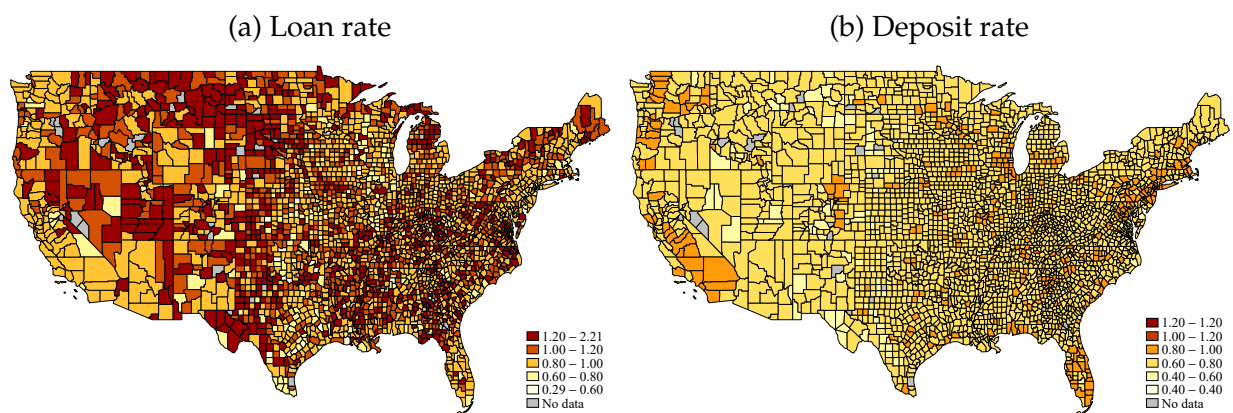 (a) Loan rate
1.20 – 2.21
1.00 – 1.20
0.80 – 1.00
0.60 – 0.80
0.29 – 0.60
No data
(b) Deposit rate
1.20 – 1.20
1.00 – 1.20
0.80 – 1.00
0.60 – 0.80
0.40 – 0.60
0.40 – 0.40
No data